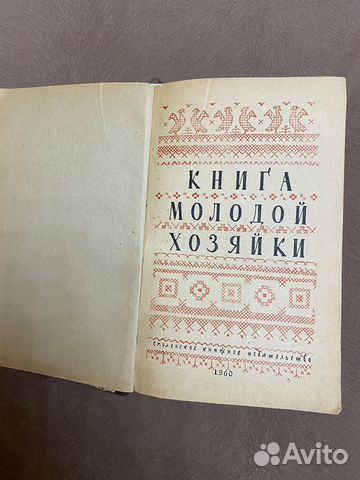 КНИГА
МОЛОДОЙ
ХОЗЯЙКИ
Смоленское книжное издательство
1960
Avito